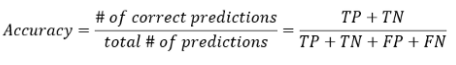 Accuracy = # of correct predictions / total # of predictions = TP + TN / TP + TN + FP + FN